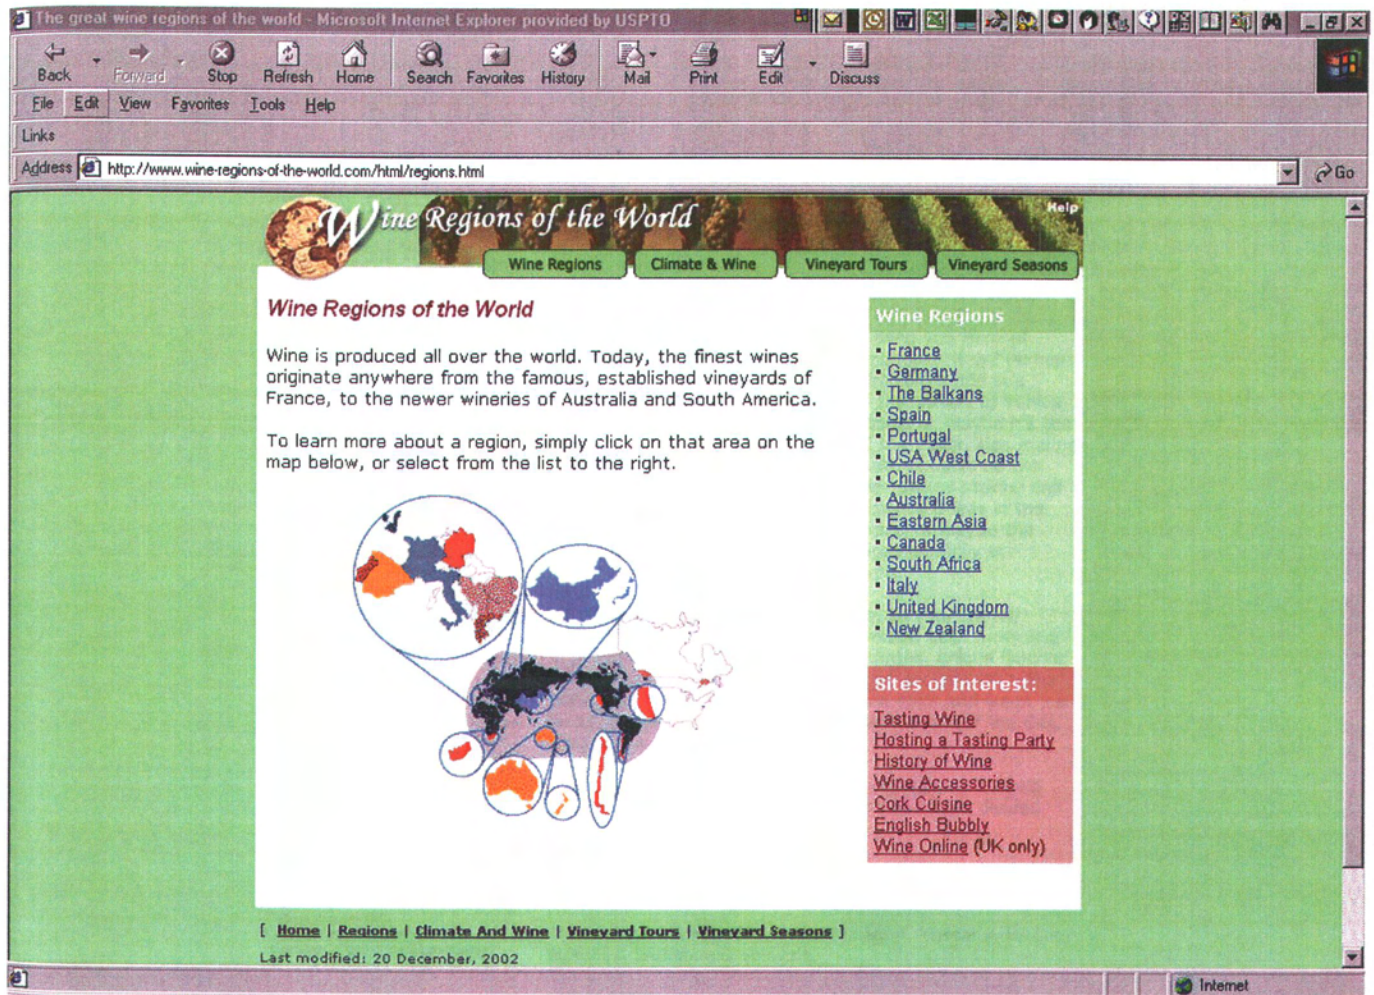 The great wine regions of the world - Microsoft Internet Explorer provided by USPTO
Back Forward Stop Refresh Home Search Favorites History Mail Print Edit Discuss
File Edit View Favorites Tools Help
Links
Address http://www.wine-regions-of-the-world.com/html/regions.html Go
Wine Regions of the World
Help
Wine Regions Climate & Wine Vineyard Tours Vineyard Seasons
Wine Regions of the World
Wine is produced all over the world. Today, the finest wines
originate anywhere from the famous, established vineyards of
France, to the newer wineries of Australia and South America.
To learn more about a region, simply click on that area on the
map below, or select from the list to the right.
Wine Regions
▪ France
▪ Germany
▪ The Balkans
▪ Spain
▪ Portugal
▪ USA West Coast
▪ Chile
▪ Australia
▪ Eastern Asia
▪ Canada
▪ South Africa
▪ Italy
▪ United Kingdom
▪ New Zealand
Sites of Interest:
Tasting Wine
Hosting a Tasting Party
History of Wine
Wine Accessories
Cork Cuisine
English Bubbly
Wine Online (UK only)
[ Home | Regions | Climate And Wine | Vineyard Tours | Vineyard Seasons ]
Last modified: 20 December, 2002
Internet